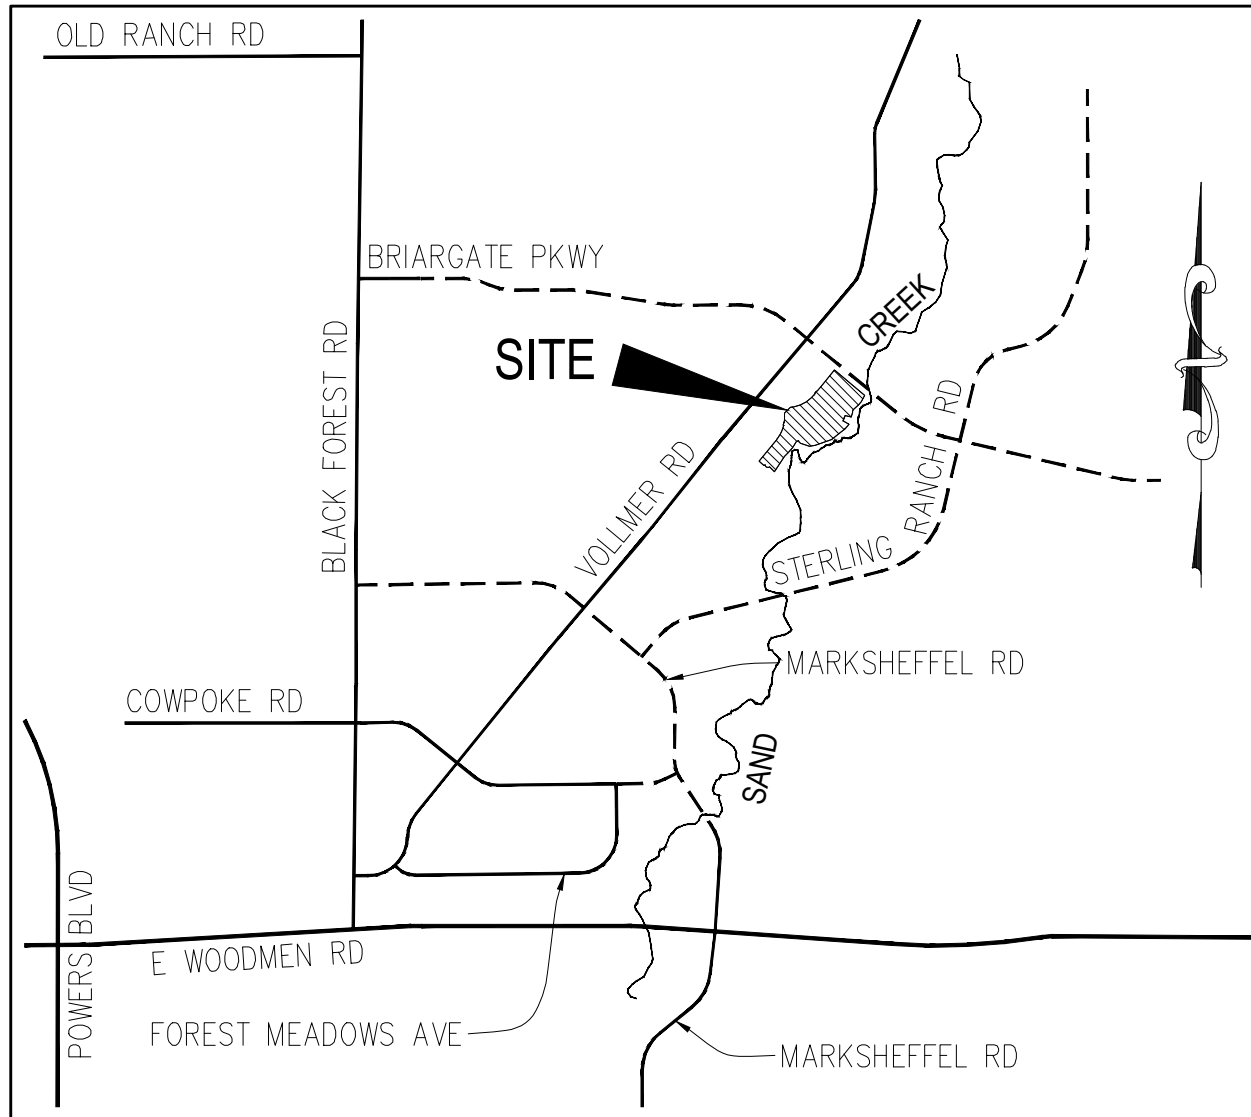 OLD RANCH RD
BRIARGATE PKWY
CREEK
SITE
BLACK FOREST RD
VOLLMER RD
STERLING RANCH RD
MARKSHEFFEL RD
COWPOKE RD
SAND
POWERS BLVD
E WOODMEN RD
FOREST MEADOWS AVE
MARKSHEFFEL RD